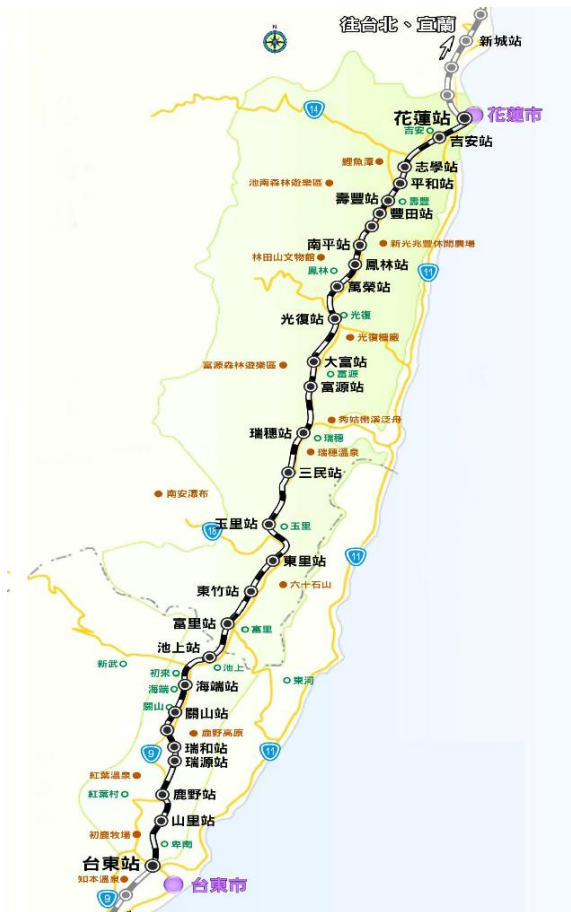 往台北、宜蘭
新城站
14
花蓮站
花蓮市
吉安
吉安站
鯉魚潭
志學站
池南森林遊樂區
平和站
壽豐站
壽豐
豐田站
南平站
新光兆豐休閒農場
林田山文物館
鳳林站
鳳林
11
萬榮站
光復站
光復
光復糖廠
大富站
富源森林遊樂區
富源
富源站
秀姑巒溪泛舟
瑞穗站
瑞穗
瑞穗溫泉
三民站
南安瀑布
玉里站
玉里
東里站
11
六十石山
東竹站
富里站
富里
池上站
新武
池上
初來
東河
海端
海端站
關山
關山站
鹿野高原
瑞和站
9
11
瑞源站
紅葉溫泉
紅葉村
鹿野站
山里站
初鹿牧場
卑南
台東站
知本溫泉
台東市
9